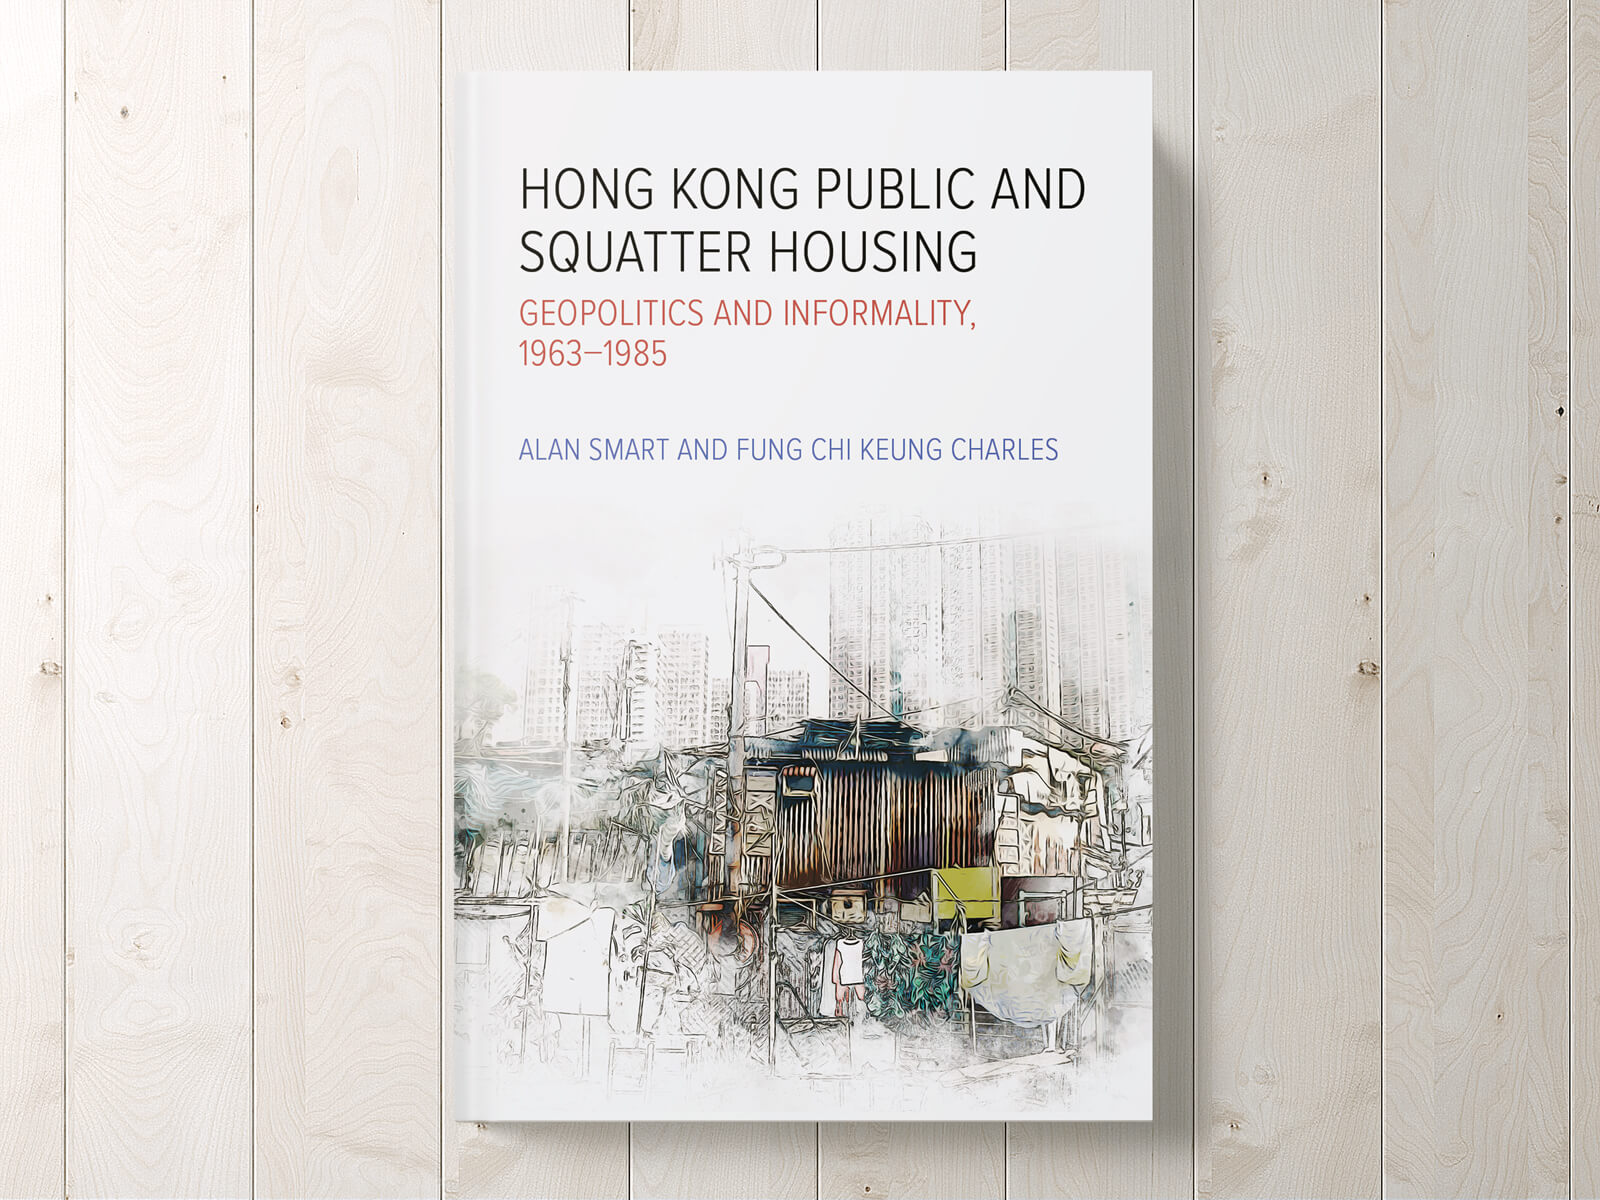 HONG KONG PUBLIC AND
SQUATTER HOUSING
GEOPOLITICS AND INFORMALITY,
1963–1985
ALAN SMART AND FUNG CHI KEUNG CHARLES